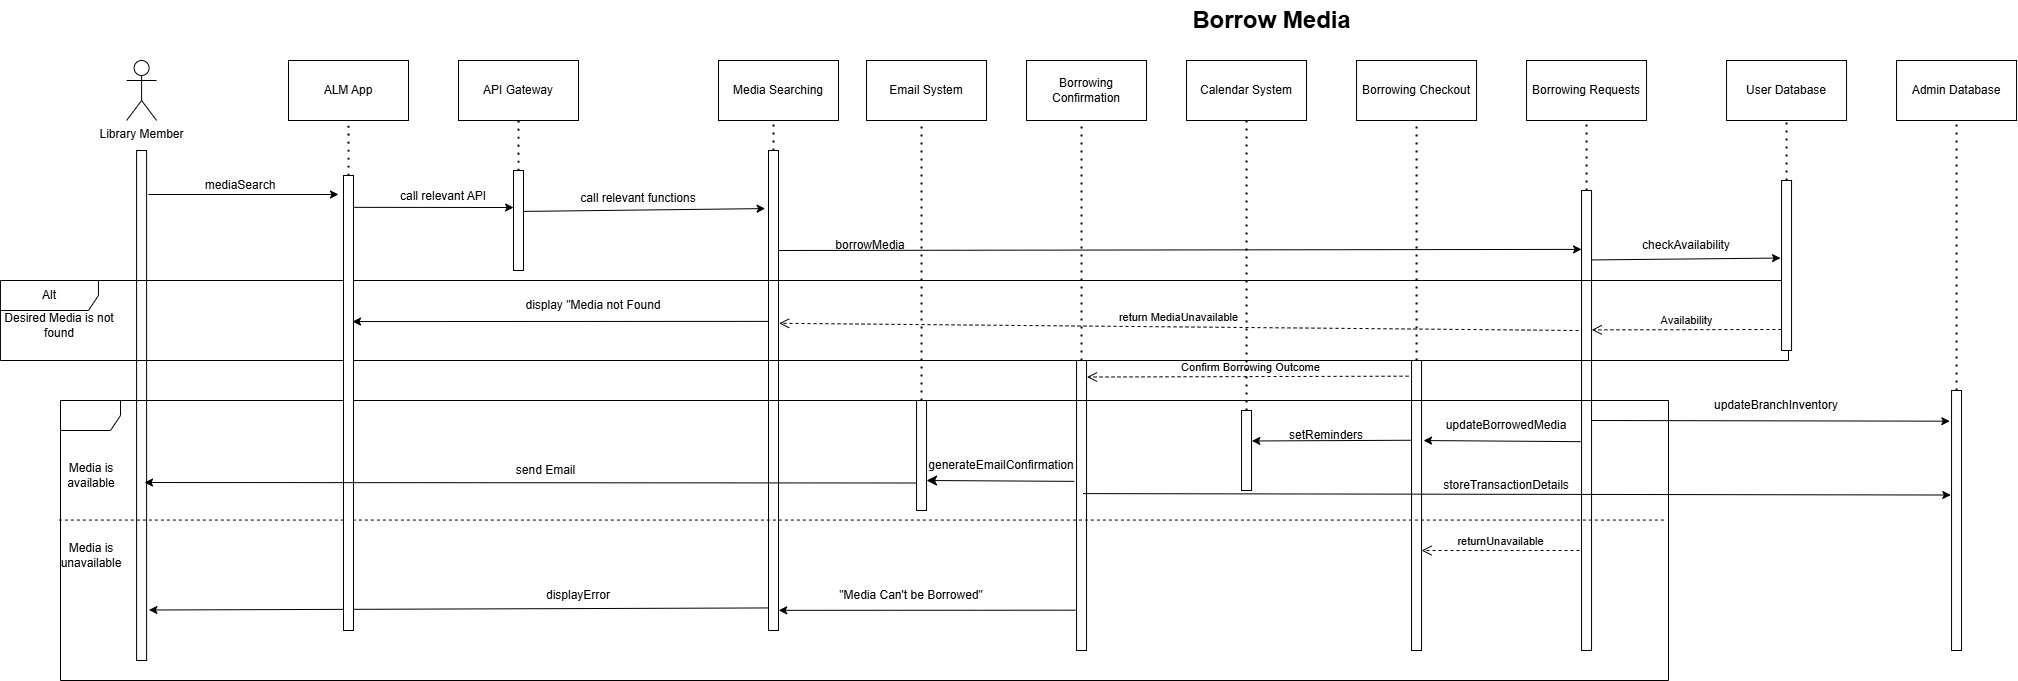 Borrow Media
Library Member
ALM App
API Gateway
Media Searching
Email System
Borrowing
Confirmation
Calendar System
Borrowing Checkout
Borrowing Requests
User Database
Admin Database
mediaSearch
call relevant API
call relevant functions
borrowMedia
checkAvailability
Alt
Desired Media is not
found
display "Media not Found
return MediaUnavailable
Availability
Confirm Borrowing Outcome
updateBranchInventory
updateBorrowedMedia
setReminders
Media is
available
send Email
generateEmailConfirmation
storeTransactionDetails
Media is
unavailable
returnUnavailable
displayError
"Media Can't be Borrowed"